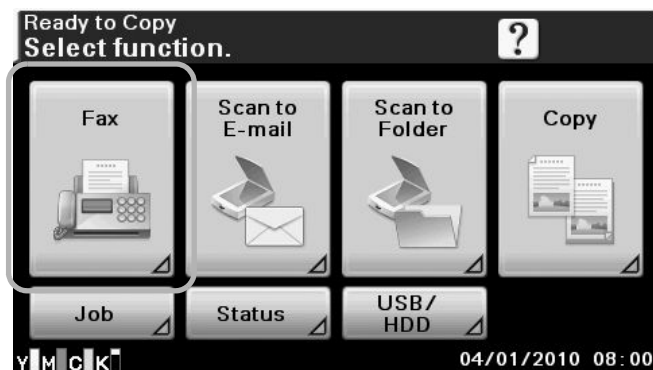 Ready to Copy
Select function.
?
Fax
Scan to
E-mail
Scan to
Folder
Copy
Job
Status
USB/
HDD
Y M C K
04/01/2010 08:00